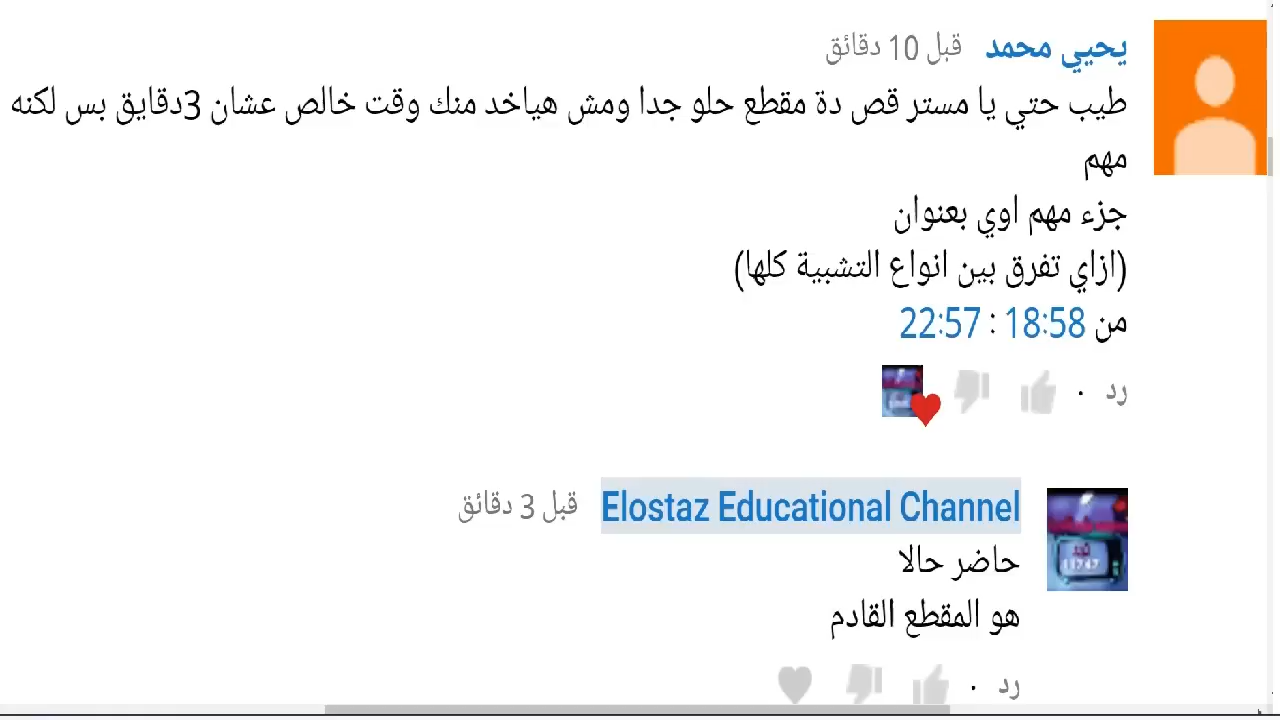 يحيي محمد قبل 10 دقائق
طيب حتي يا مستر قص دة مقطع حلو جدا ومش هياخد منك وقت خالص عشان 3دقايق بس لكنه
مهم
جزء مهم اوي بعنوان
(ازاي تفرق بين انواع التشبية كلها)
من 18:58 : 22:57
رد
Elostaz Educational Channel قبل 3 دقائق
حاضر حالا
هو المقطع القادم
رد